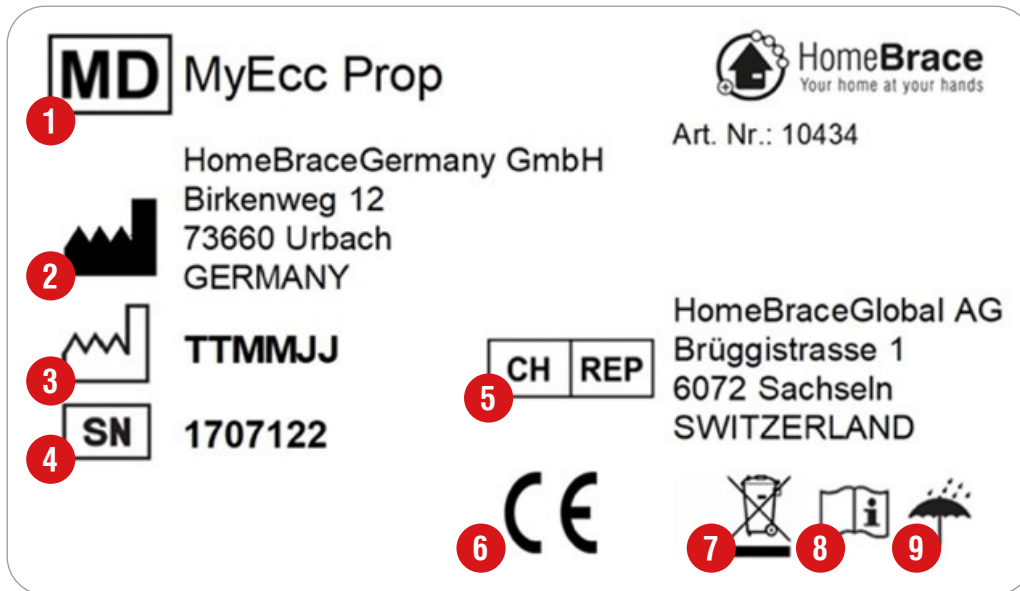 MD MyEcc Prop
1
HomeBrace
Your home at your hands
Art. Nr.: 10434
HomeBraceGermany GmbH
Birkenweg 12
73660 Urbach
GERMANY
2
TTMMJJ
3
SN 1707122
4
HomeBraceGlobal AG
Brüggistrasse 1
6072 Sachseln
SWITZERLAND
CH REP
5
CE
6
7
i
8
9